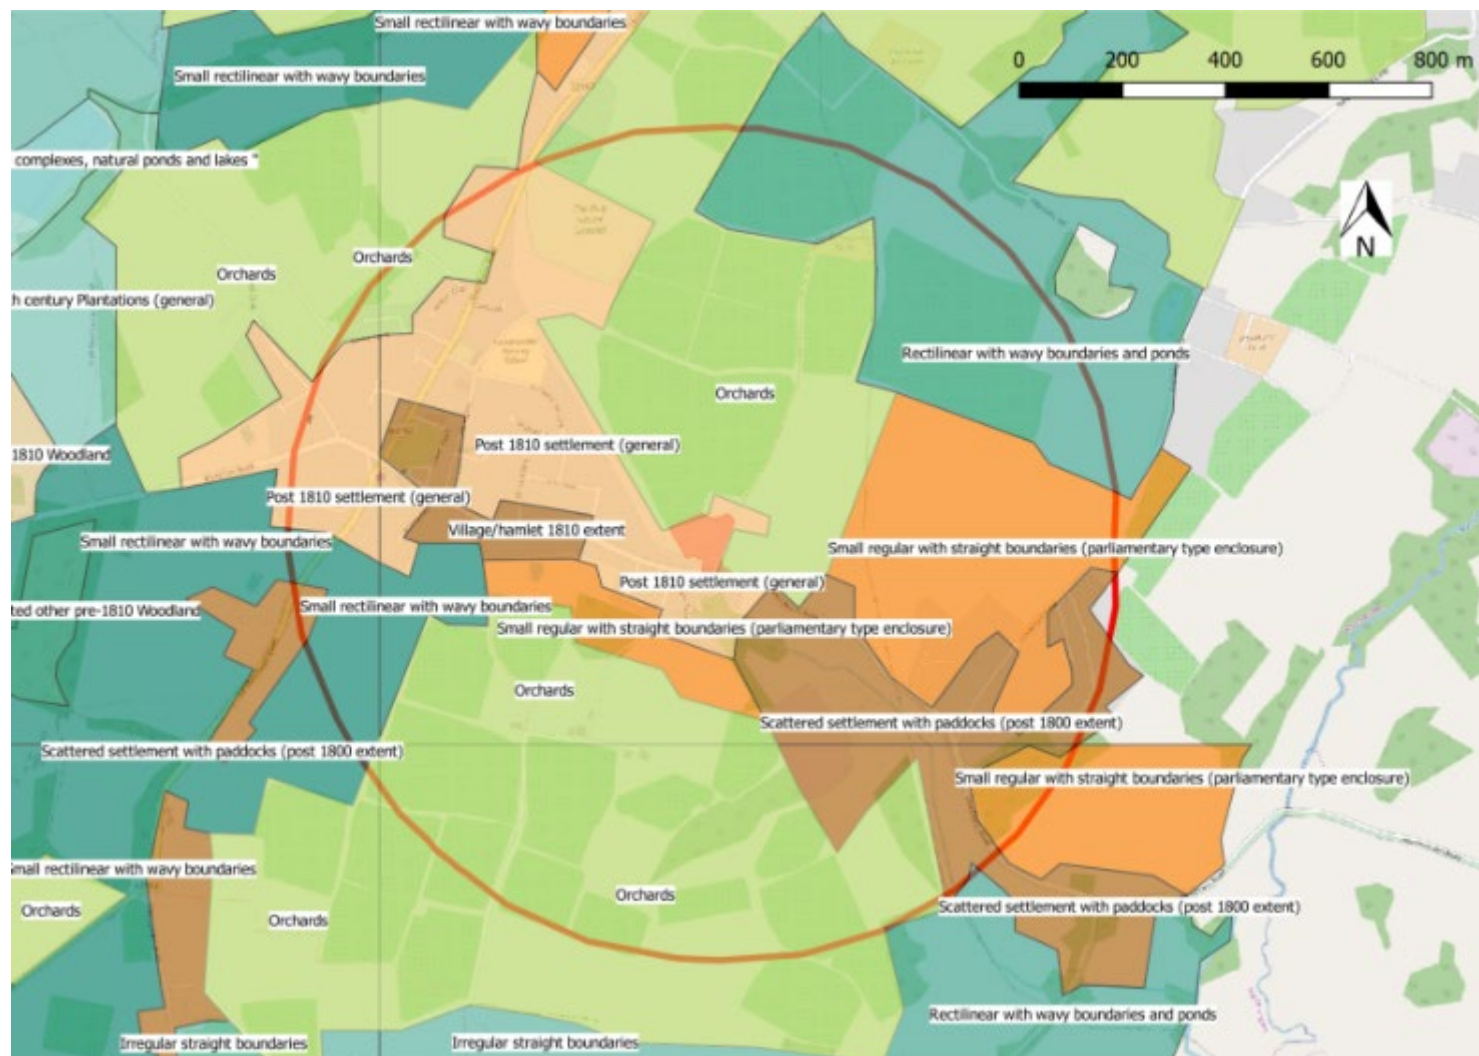 Small rectilinear with wavy boundaries
0 200 400 600 800 m
Small rectilinear with wavy boundaries
complexes, natural ponds and lakes "
N
Orchards
Orchards
th century Plantations (general)
Rectilinear with wavy boundaries and ponds
Orchards
Post 1810 settlement (general)
1810 Woodland
Post 1810 settlement (general)
Village/hamlet 1810 extent
Small rectilinear with wavy boundaries
Small regular with straight boundaries (parliamentary type enclosure)
Post 1810 settlement (general)
ted other pre-1810 Woodland
Small rectilinear with wavy boundaries
Small regular with straight boundaries (parliamentary type enclosure)
Orchards
Scattered settlement with paddocks (post 1800 extent)
Scattered settlement with paddocks (post 1800 extent)
Small regular with straight boundaries (parliamentary type enclosure)
Small rectilinear with wavy boundaries
Orchards
Scattered settlement with paddocks (post 1800 extent)
Orchards
Orchards
Rectilinear with wavy boundaries and ponds
Irregular straight boundaries
Irregular straight boundaries